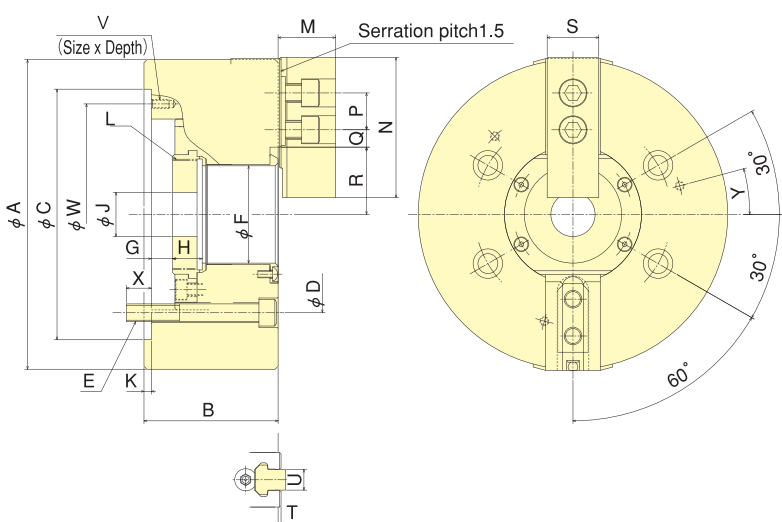 V
(Size x Depth)
M
Serration pitch1.5
S
L
P
Q
N
R
30°
Y
φA
φC
φW
φJ
φF
G
H
X
φD
30°
E
K
B
60°
U
T